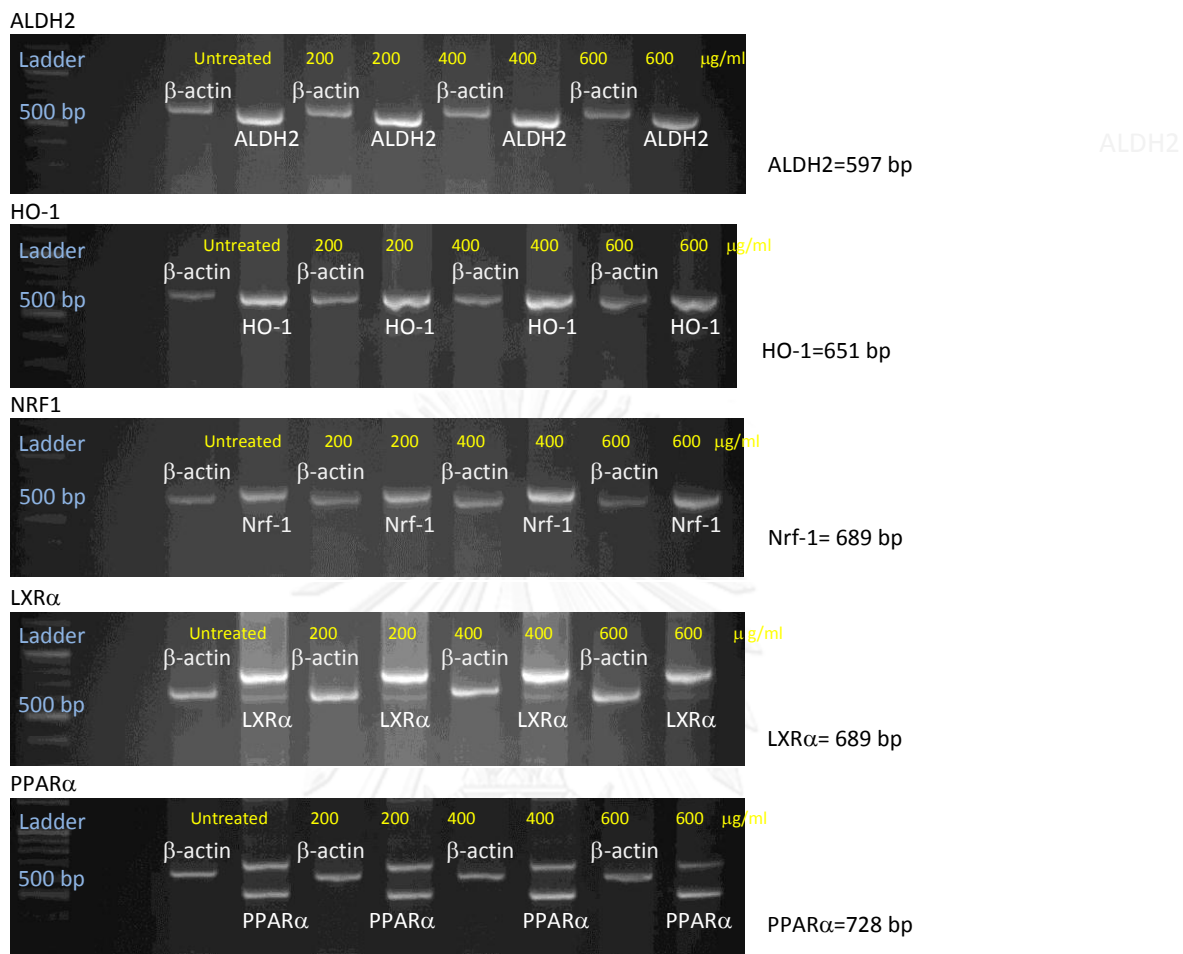 ALDH2
Ladder Untreated 200 200 400 400 600 600 μg/ml
β-actin β-actin β-actin β-actin
500 bp
ALDH2 ALDH2 ALDH2 ALDH2
ALDH2
ALDH2=597 bp
HO-1
Ladder Untreated 200 200 400 400 600 600 μg/ml
β-actin β-actin β-actin β-actin
500 bp
HO-1 HO-1 HO-1 HO-1
HO-1=651 bp
NRF1
Ladder Untreated 200 200 400 400 600 600 μg/ml
β-actin β-actin β-actin β-actin
500 bp
Nrf-1 Nrf-1 Nrf-1 Nrf-1
Nrf-1= 689 bp
LXRα
Ladder Untreated 200 200 400 400 600 600 μ g/ml
β-actin β-actin β-actin β-actin
500 bp
LXRα LXRα LXRα LXRα
LXRα= 689 bp
PPARα
Ladder Untreated 200 200 400 400 600 600 μg/ml
β-actin β-actin β-actin β-actin
500 bp
PPARα PPARα PPARα PPARα
PPARα=728 bp